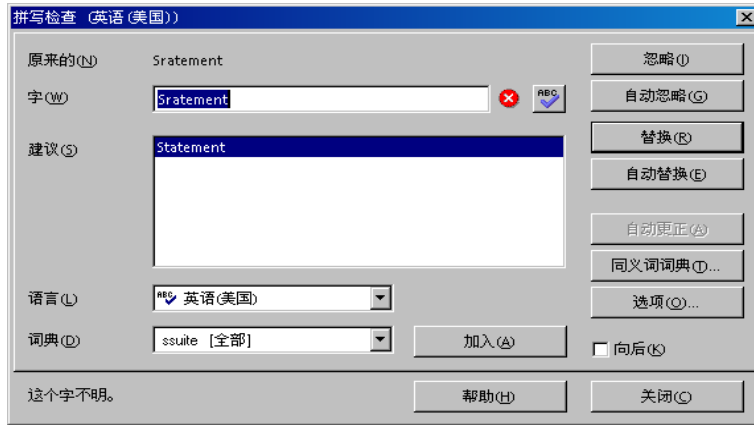 拼写检查 (英语(美国))
原来的(N) Sratement 忽略(I)
字(W) Sratement ABC 自动忽略(G)
建议(S) Statement 替换(R)
自动替换(E)
自动更正(A)
同义词词典(T)...
语言(L) ABC 英语(美国) 选项(O)...
词典(D) ssuite [全部] 加入(A) 向后(K)
这个字不明。 帮助(H) 关闭(C)